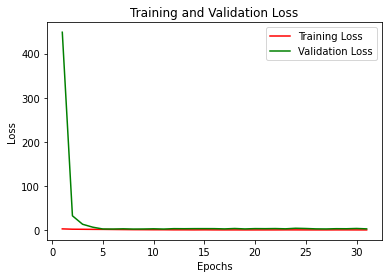 Training and Validation Loss
Training Loss
Validation Loss
400
300
200
100
0
Loss
0 5 10 15 20 25 30
Epochs